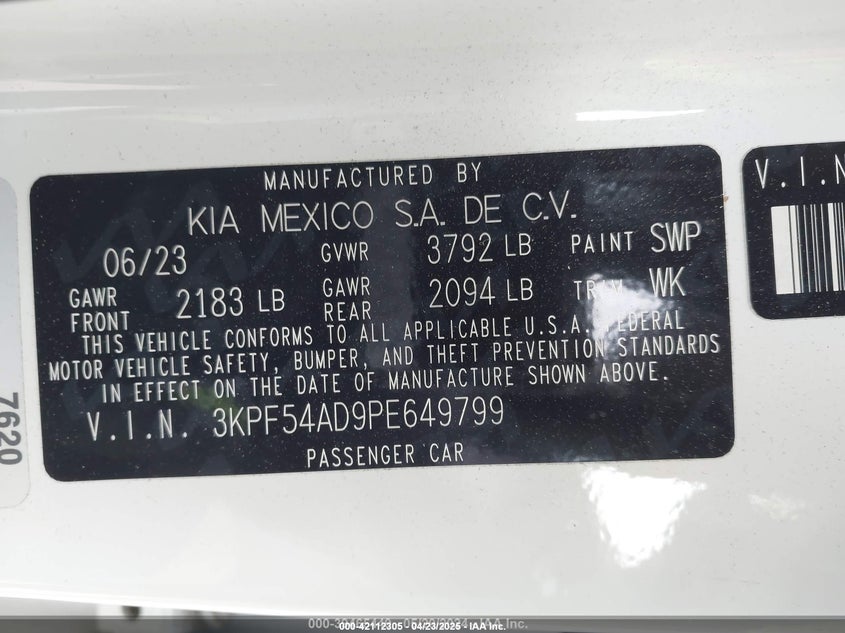 MANUFACTURED BY
KIA MEXICO S.A. DE C.V.
06/23 GVWR 3792 LB PAINT SWP
GAWR FRONT 2183 LB GAWR REAR 2094 LB TRIM WK
THIS VEHICLE CONFORMS TO ALL APPLICABLE U.S.A. FEDERAL
MOTOR VEHICLE SAFETY, BUMPER, AND THEFT PREVENTION STANDARDS
IN EFFECT ON THE DATE OF MANUFACTURE SHOWN ABOVE.
V.I.N. 3KPF54AD9PE649799
PASSENGER CAR
V.I.N
7620
000-42112305 - 04/23/2025 - IAA Inc.